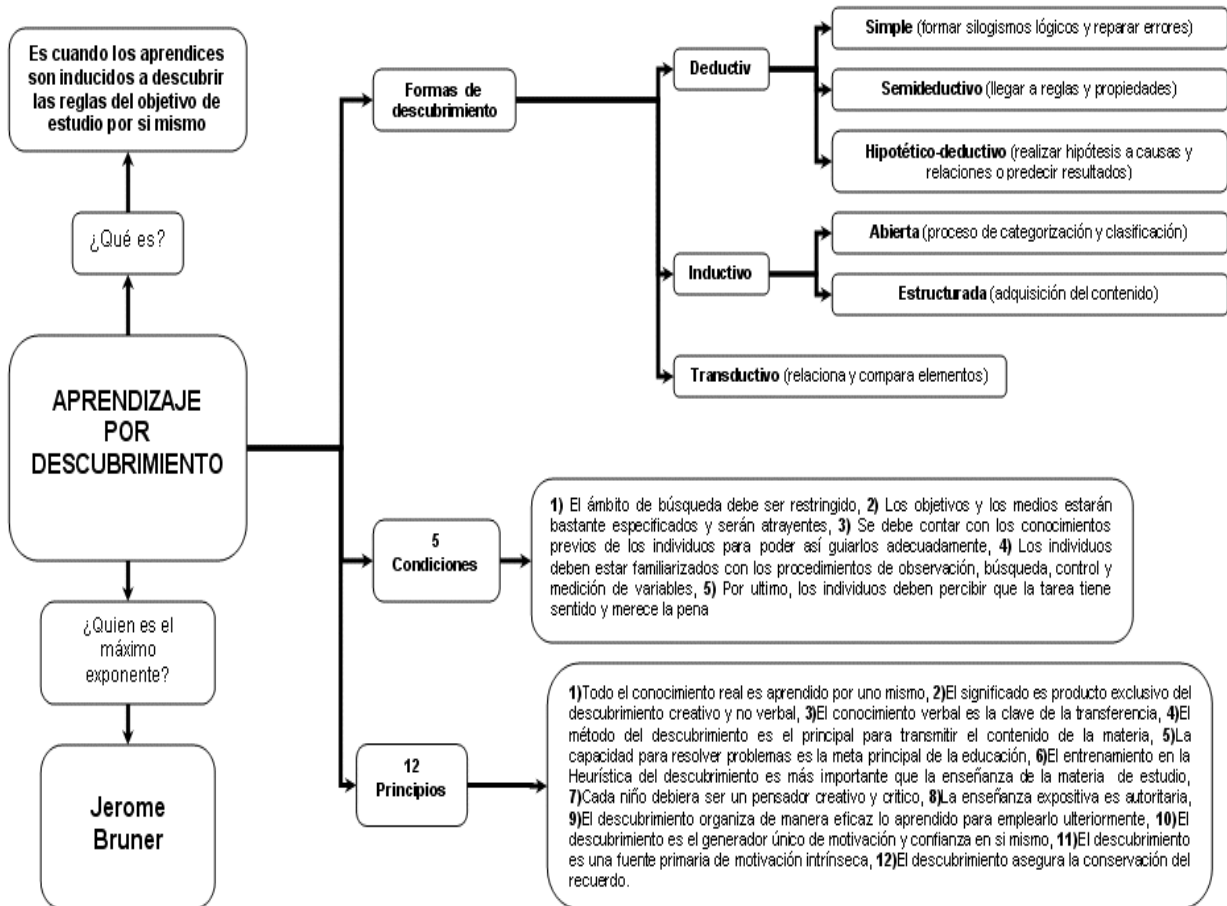 Es cuando los aprendices
son inducidos a descubrir
las reglas del objetivo de
estudio por si mismo
¿Qué es?
APRENDIZAJE
POR
DESCUBRIMIENTO
¿Quien es el
máximo
exponente?
Jerome
Bruner
Formas de
descubrimiento
Deductiv
Simple (formar silogismos lógicos y reparar errores)
Semideductivo (llegar a reglas y propiedades)
Hipotético-deductivo (realizar hipótesis a causas y
relaciones o predecir resultados)
Inductivo
Abierta (proceso de categorización y clasificación)
Estructurada (adquisición del contenido)
Transductivo (relaciona y compara elementos)
5
Condiciones
1) El ámbito de búsqueda debe ser restringido, 2) Los objetivos y los medios estarán
bastante especificados y serán atrayentes, 3) Se debe contar con los conocimientos
previos de los individuos para poder así guiarlos adecuadamente, 4) Los individuos
deben estar familiarizados con los procedimientos de observación, búsqueda, control y
medición de variables, 5) Por ultimo, los individuos deben percibir que la tarea tiene
sentido y merece la pena
12
Principios
1)Todo el conocimiento real es aprendido por uno mismo, 2)El significado es producto exclusivo del
descubrimiento creativo y no verbal, 3)El conocimiento verbal es la clave de la transferencia, 4)El
método del descubrimiento es el principal para transmitir el contenido de la materia, 5)La
capacidad para resolver problemas es la meta principal de la educación, 6)El entrenamiento en la
Heurística del descubrimiento es más importante que la enseñanza de la materia de estudio,
7)Cada niño debiera ser un pensador creativo y critico, 8)La enseñanza expositiva es autoritaria,
9)El descubrimiento organiza de manera eficaz lo aprendido para emplearlo ulteriormente, 10)El
descubrimiento es el generador único de motivación y confianza en si mismo, 11)El descubrimiento
es una fuente primaria de motivación intrínseca, 12)El descubrimiento asegura la conservación del
recuerdo.